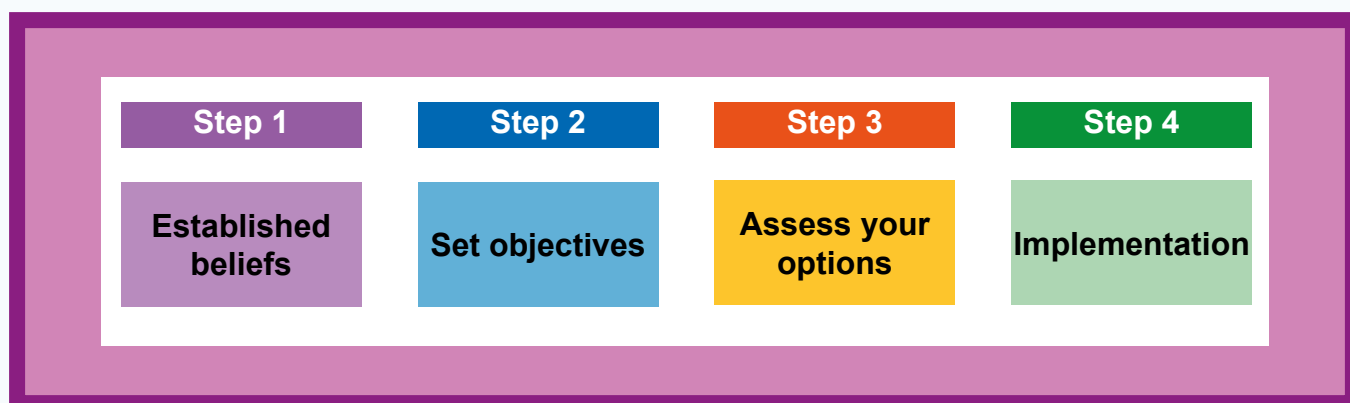 Step 1
Step 2
Step 3
Step 4
Established
beliefs
Set objectives
Assess your
options
Implementation